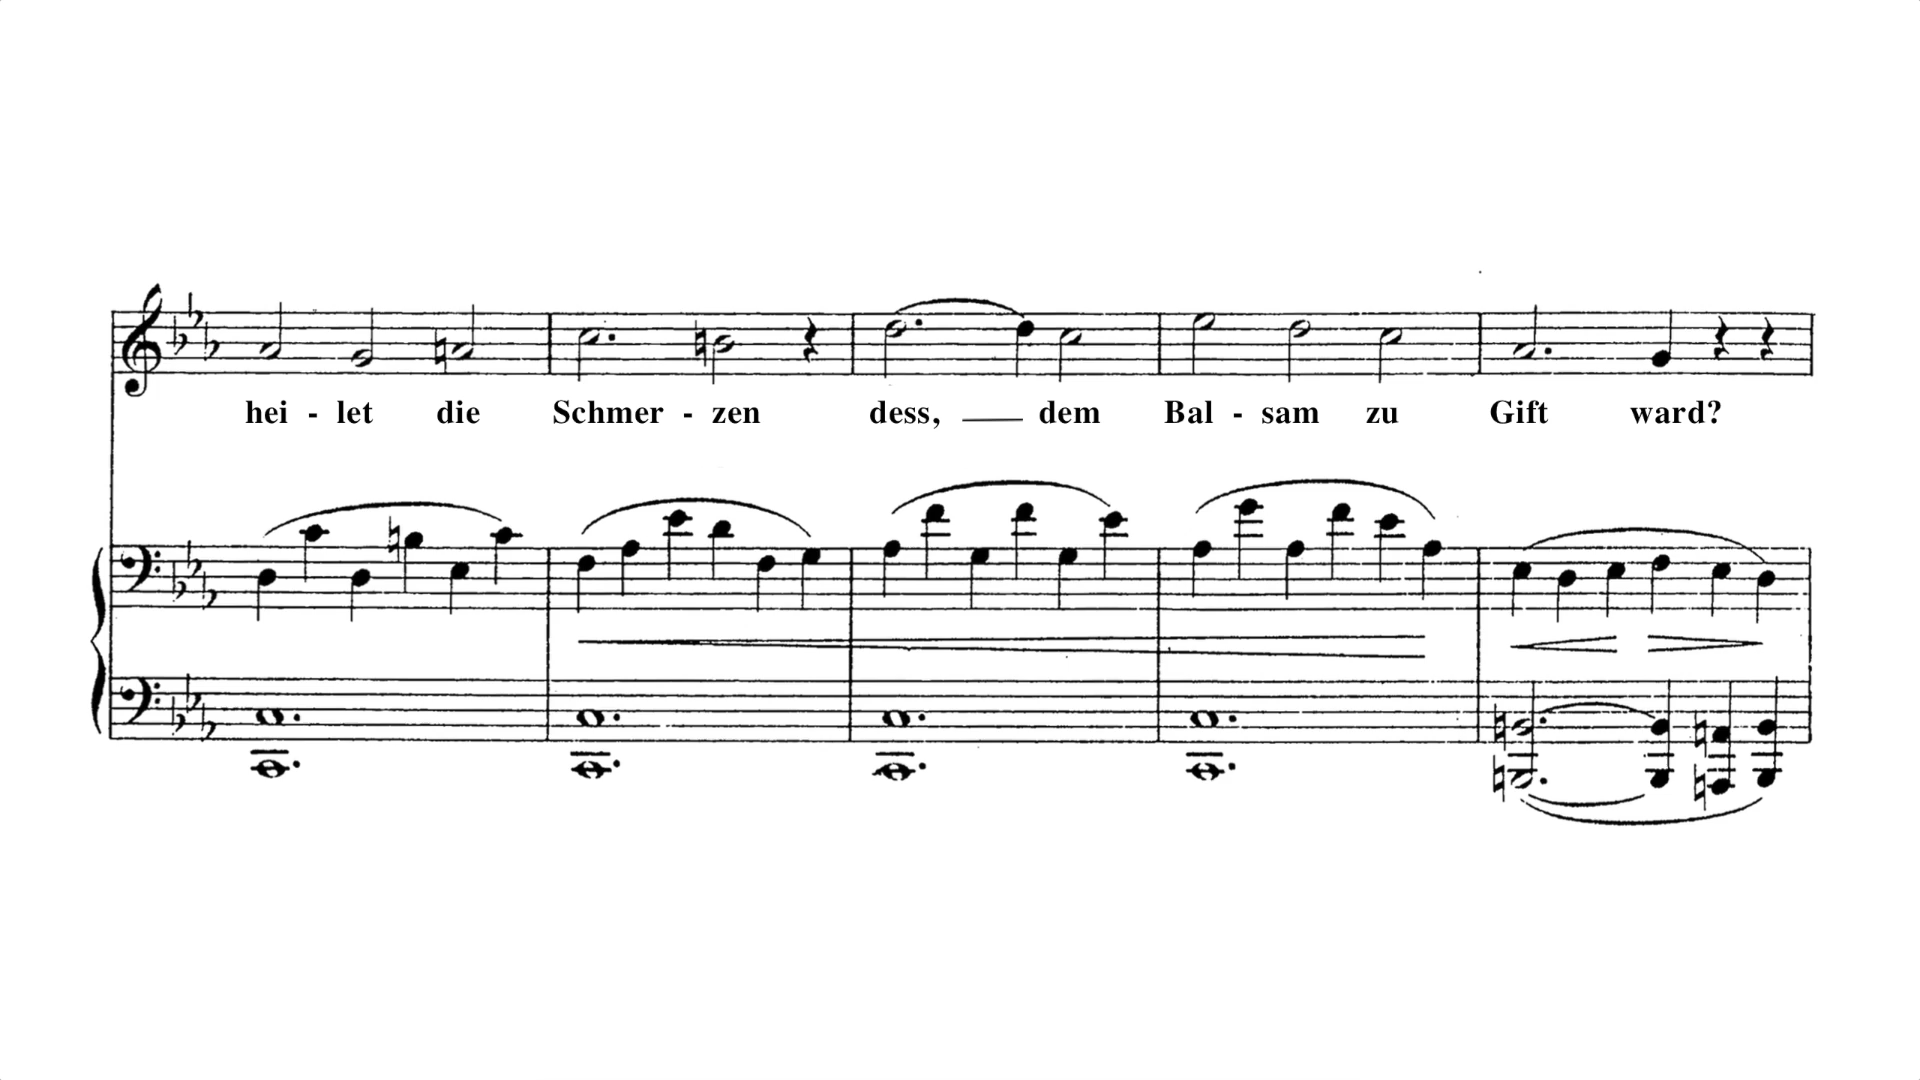 hei - let die Schmer - zen dess, dem Bal - sam zu Gift ward?